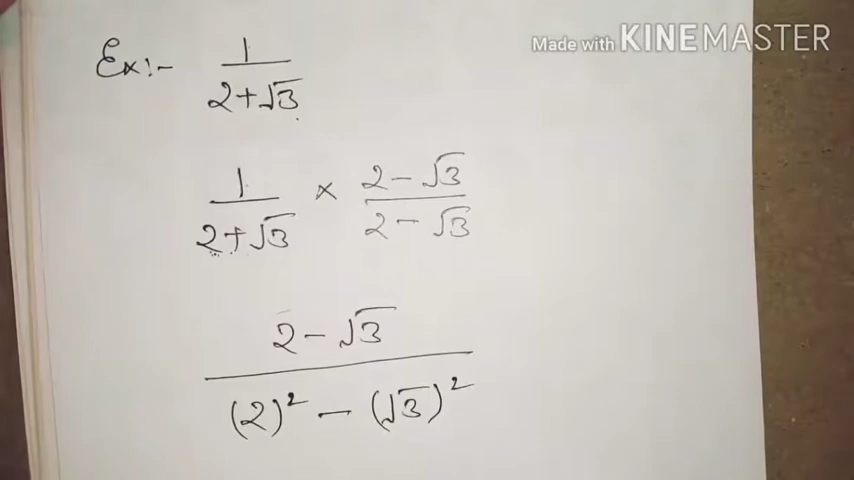 Made with KINEMASTER
Ex:- 1/(2+√3)
1/(2+√3) × (2-√3)/(2-√3)
(2-√3)/((2)² - (√3)²)